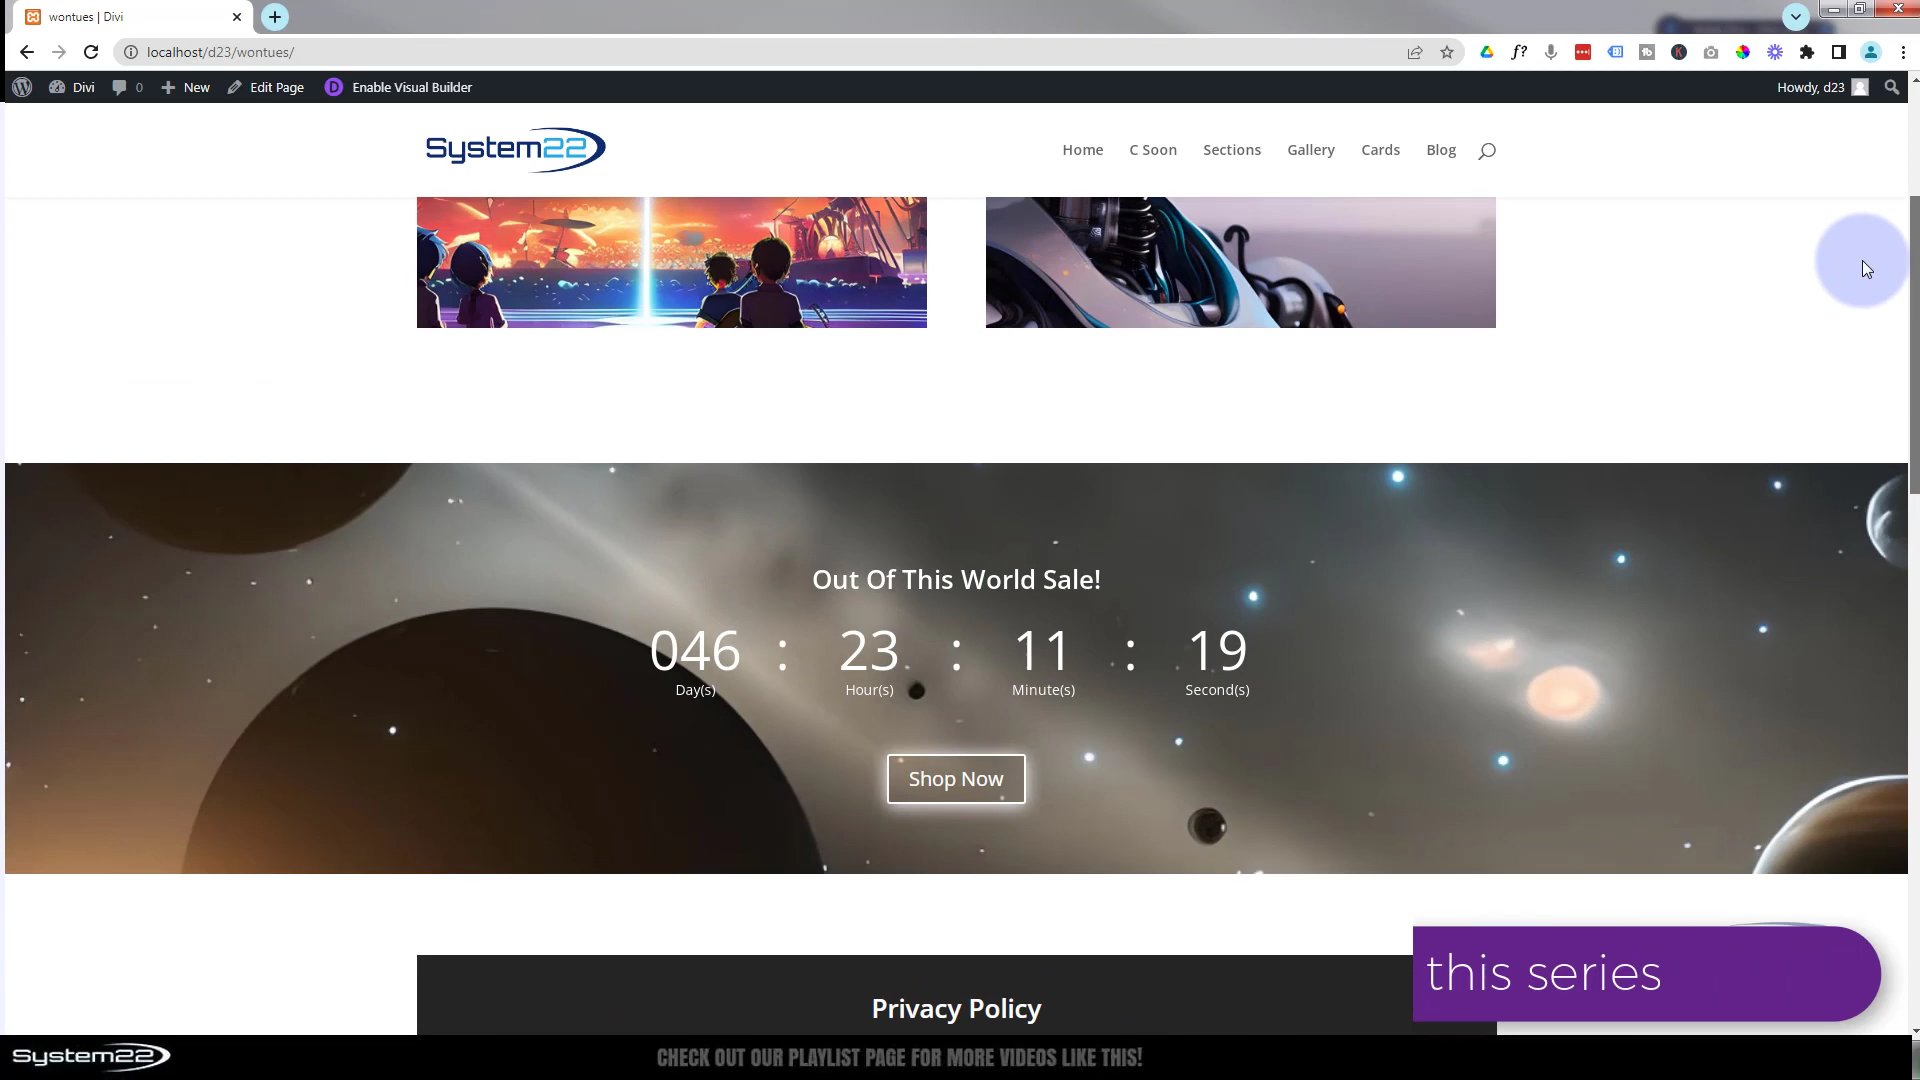 wontues | Divi
localhost/d23/wontues/
Divi 0 New Edit Page D Enable Visual Builder Howdy, d23
System22 Home C Soon Sections Gallery Cards Blog
Out Of This World Sale!
046 : 23 : 11 : 19
Day(s) Hour(s) Minute(s) Second(s)
Shop Now
this series
Privacy Policy
System22 CHECK OUT OUR PLAYLIST PAGE FOR MORE VIDEOS LIKE THIS!